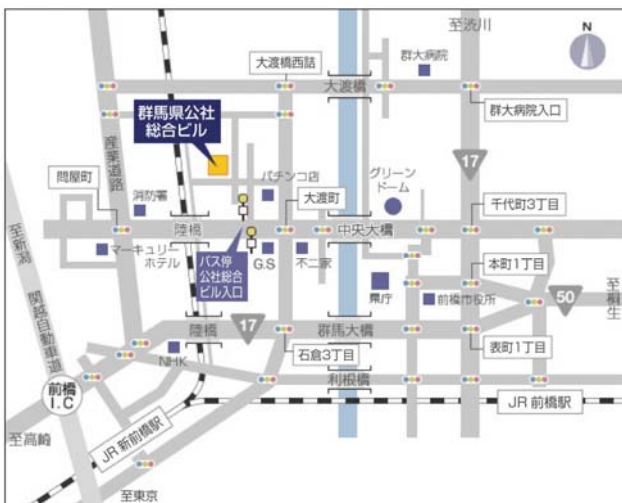 至渋川
N
大渡橋西詰
群大病院
大渡橋
群馬県公社
総合ビル
群大病院入口
産業道路
17
問屋町
消防署
パチンコ店
グリーン
ドーム
大渡町
千代町3丁目
陸橋
中央大橋
マーキュリー
ホテル
バス停
公社総合
ビル入口
G.S
不二家
本町1丁目
至新潟
関越自動車道
県庁
前橋市役所
50
至桐生
陸橋
17
群馬大橋
NHK
石倉3丁目
表町1丁目
前橋
I.C
利根橋
JR 新前橋駅
JR 前橋駅
至高崎
至東京